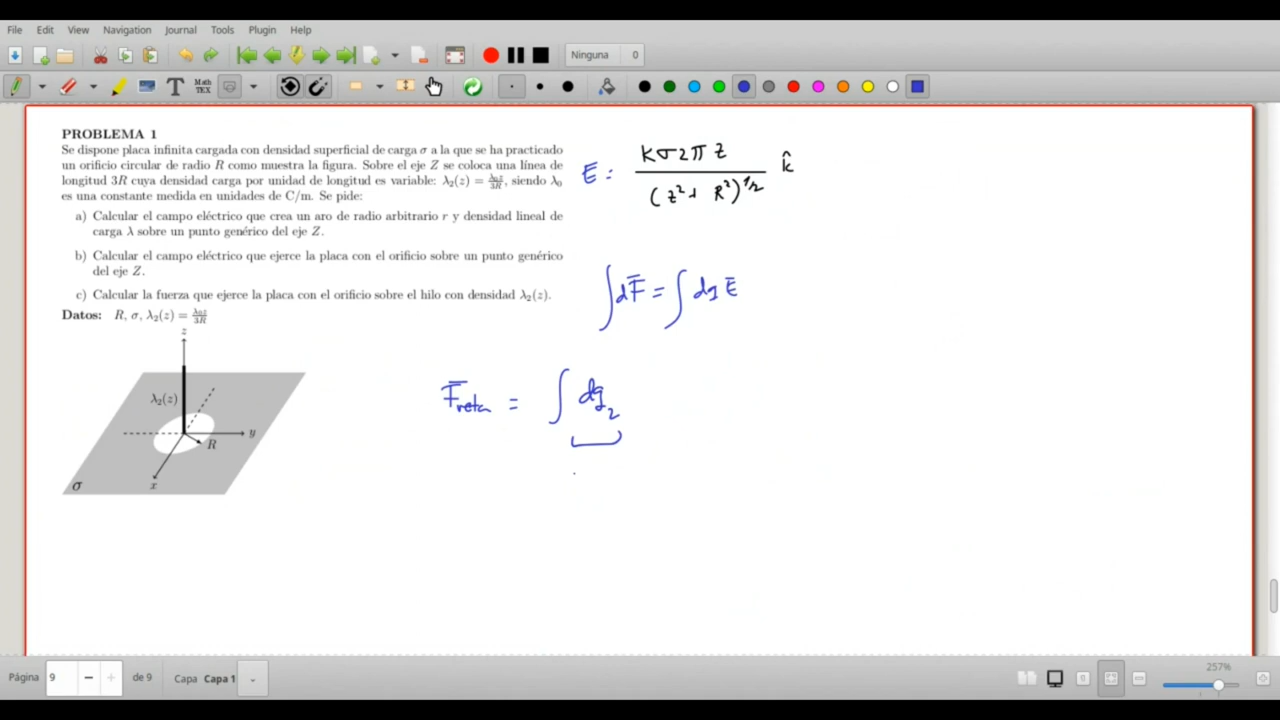 File Edit View Navigation Journal Tools Plugin Help
Ninguna 0
T Math TEX
PROBLEMA 1
Se dispone placa infinita cargada con densidad superficial de carga σ a la que se ha practicado
un orificio circular de radio R como muestra la figura. Sobre el eje Z se coloca una línea de
longitud 3R cuya densidad carga por unidad de longitud es variable: λ₂(z) = λ₀z/3R, siendo λ₀
es una constante medida en unidades de C/m. Se pide:
a) Calcular el campo eléctrico que crea un aro de radio arbitrario r y densidad lineal de
carga λ sobre un punto genérico del eje Z.
b) Calcular el campo eléctrico que ejerce la placa con el orificio sobre un punto genérico
del eje Z.
c) Calcular la fuerza que ejerce la placa con el orificio sobre el hilo con densidad λ₂(z).
Datos: R, σ, λ₂(z) = λ₀z/3R
z
λ₂(z)
y
R
x
σ
E: kσ2πz / (z² + R²)^1/2 k̂
∫dF̄ = ∫dq Ē
F̄reta = ∫ dq₂
Página 9 de 9 Capa Capa 1 257%